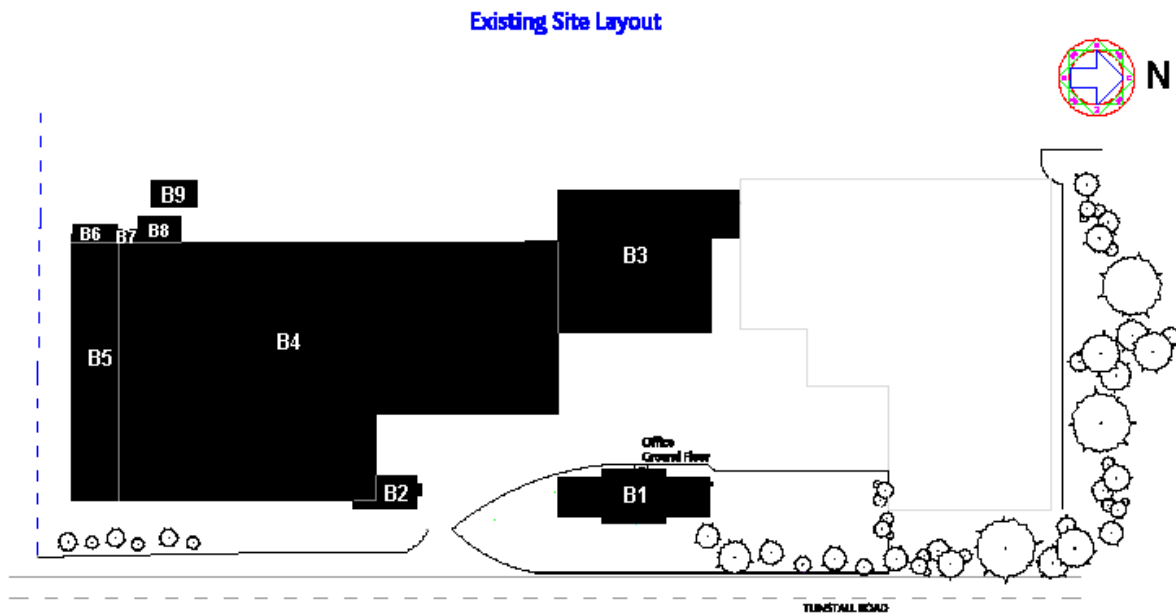 Existing Site Layout
N
B9
B6
B7
B8
B3
B5
B4
Office
Ground Floor
B2
B1
TUNSTALL ROAD